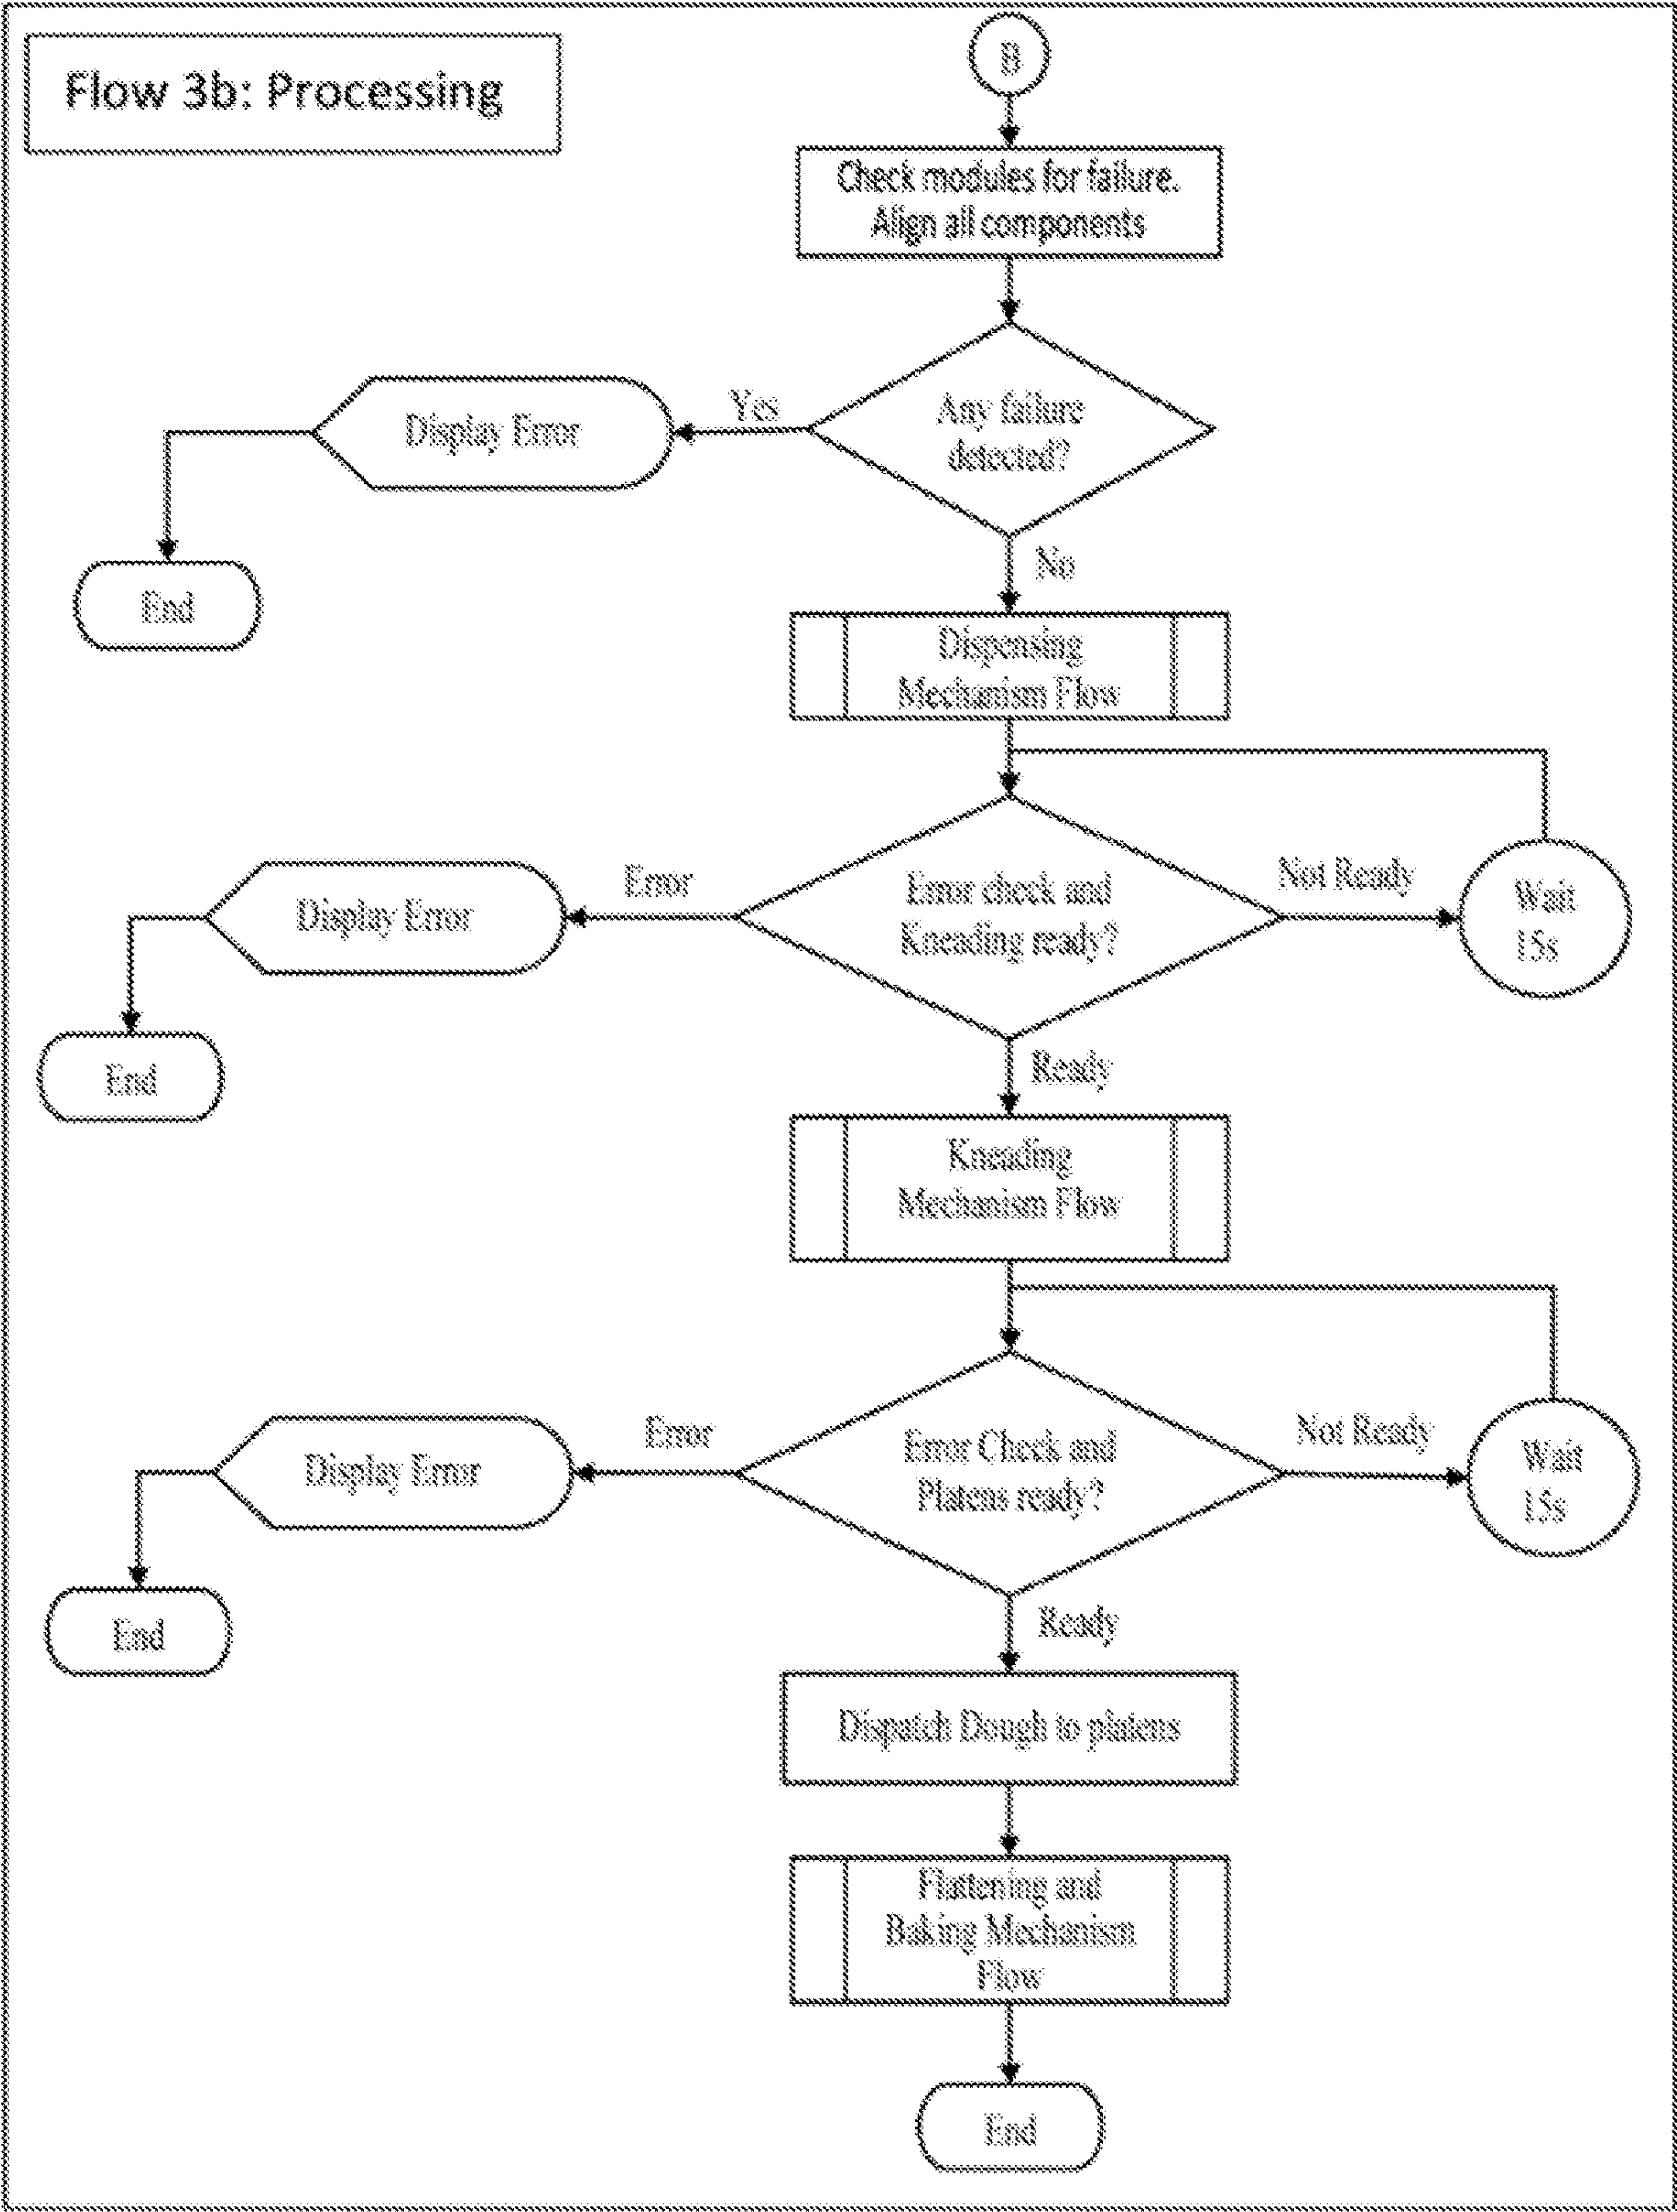 Flow 3b: Processing
B
Check modules for failure.
Align all components
Any failure
detected?
Yes
Display Error
End
No
Dispensing
Mechanism Flow
Error check and
Kneading ready?
Error
Display Error
End
Not Ready
Wait
15s
Ready
Kneading
Mechanism Flow
Error Check and
Platens ready?
Error
Display Error
End
Not Ready
Wait
15s
Ready
Dispatch Dough to platens
Flattening and
Baking Mechanism
Flow
End